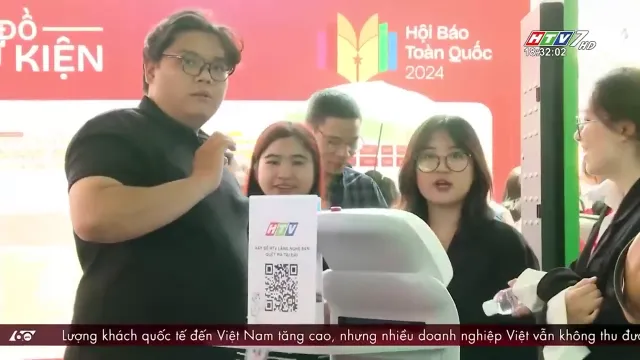 ĐỒ
KIỆN
Hội Báo
Toàn Quốc
2024
HTV7 HD
18:32:02
HTV
60
Lượng khách quốc tế đến Việt Nam tăng cao, nhưng nhiều doanh nghiệp Việt vẫn không thu đư